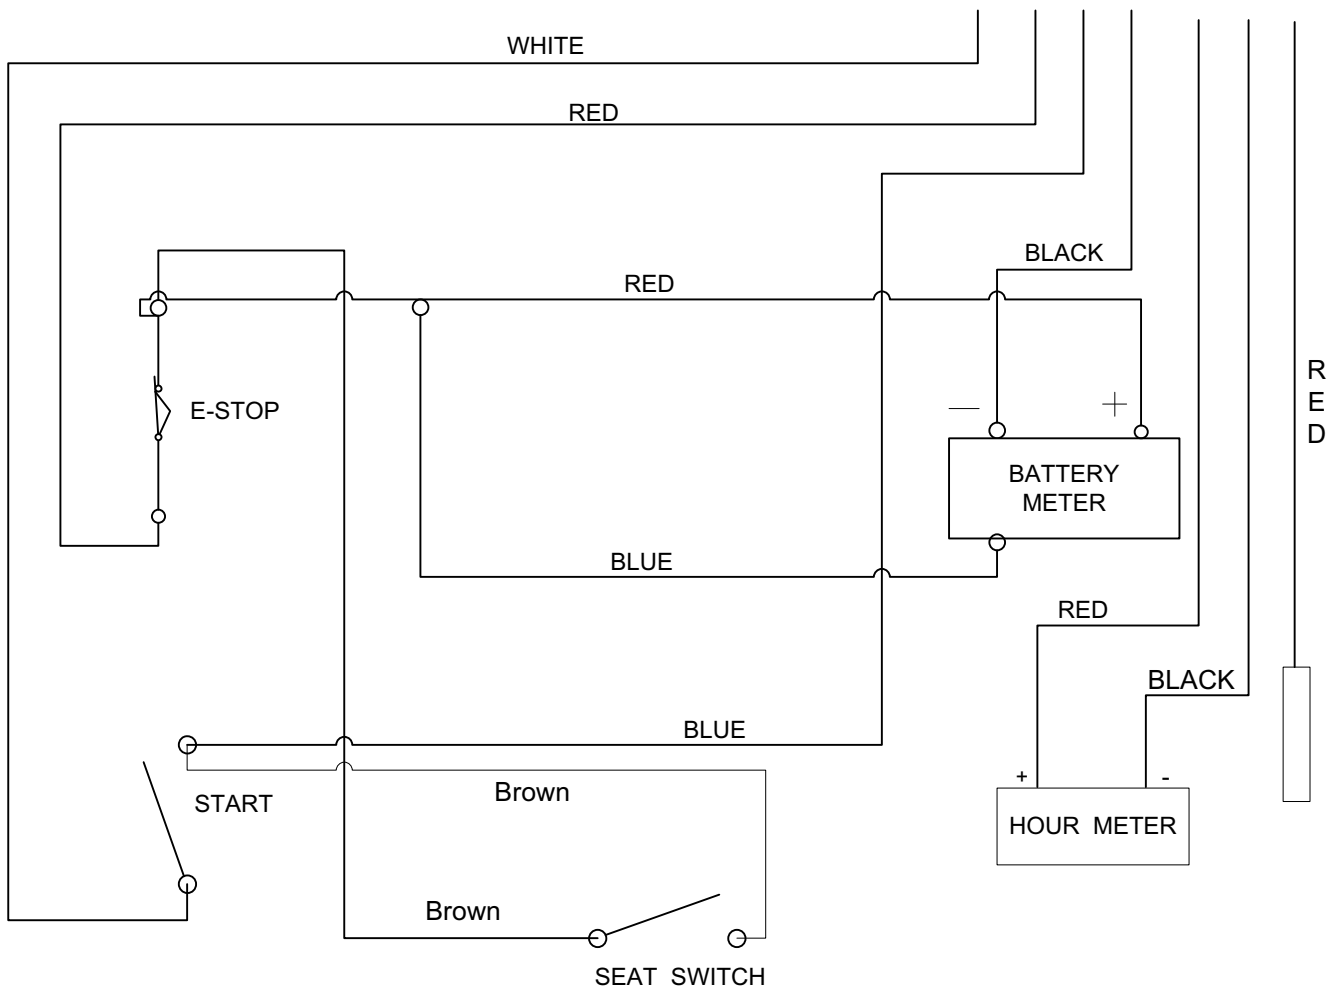 WHITE
RED
BLACK
RED
R
E
D
E-STOP
— +
BATTERY
METER
BLUE
RED
BLACK
BLUE
+ -
Brown
START
HOUR METER
Brown
SEAT SWITCH